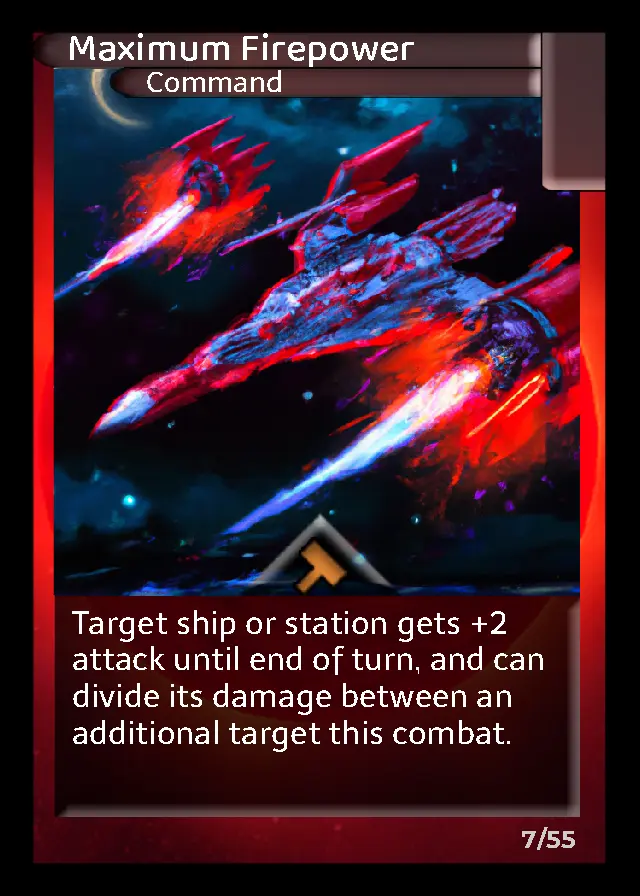 Maximum Firepower
Command
Target ship or station gets +2
attack until end of turn, and can
divide its damage between an
additional target this combat.
7/55